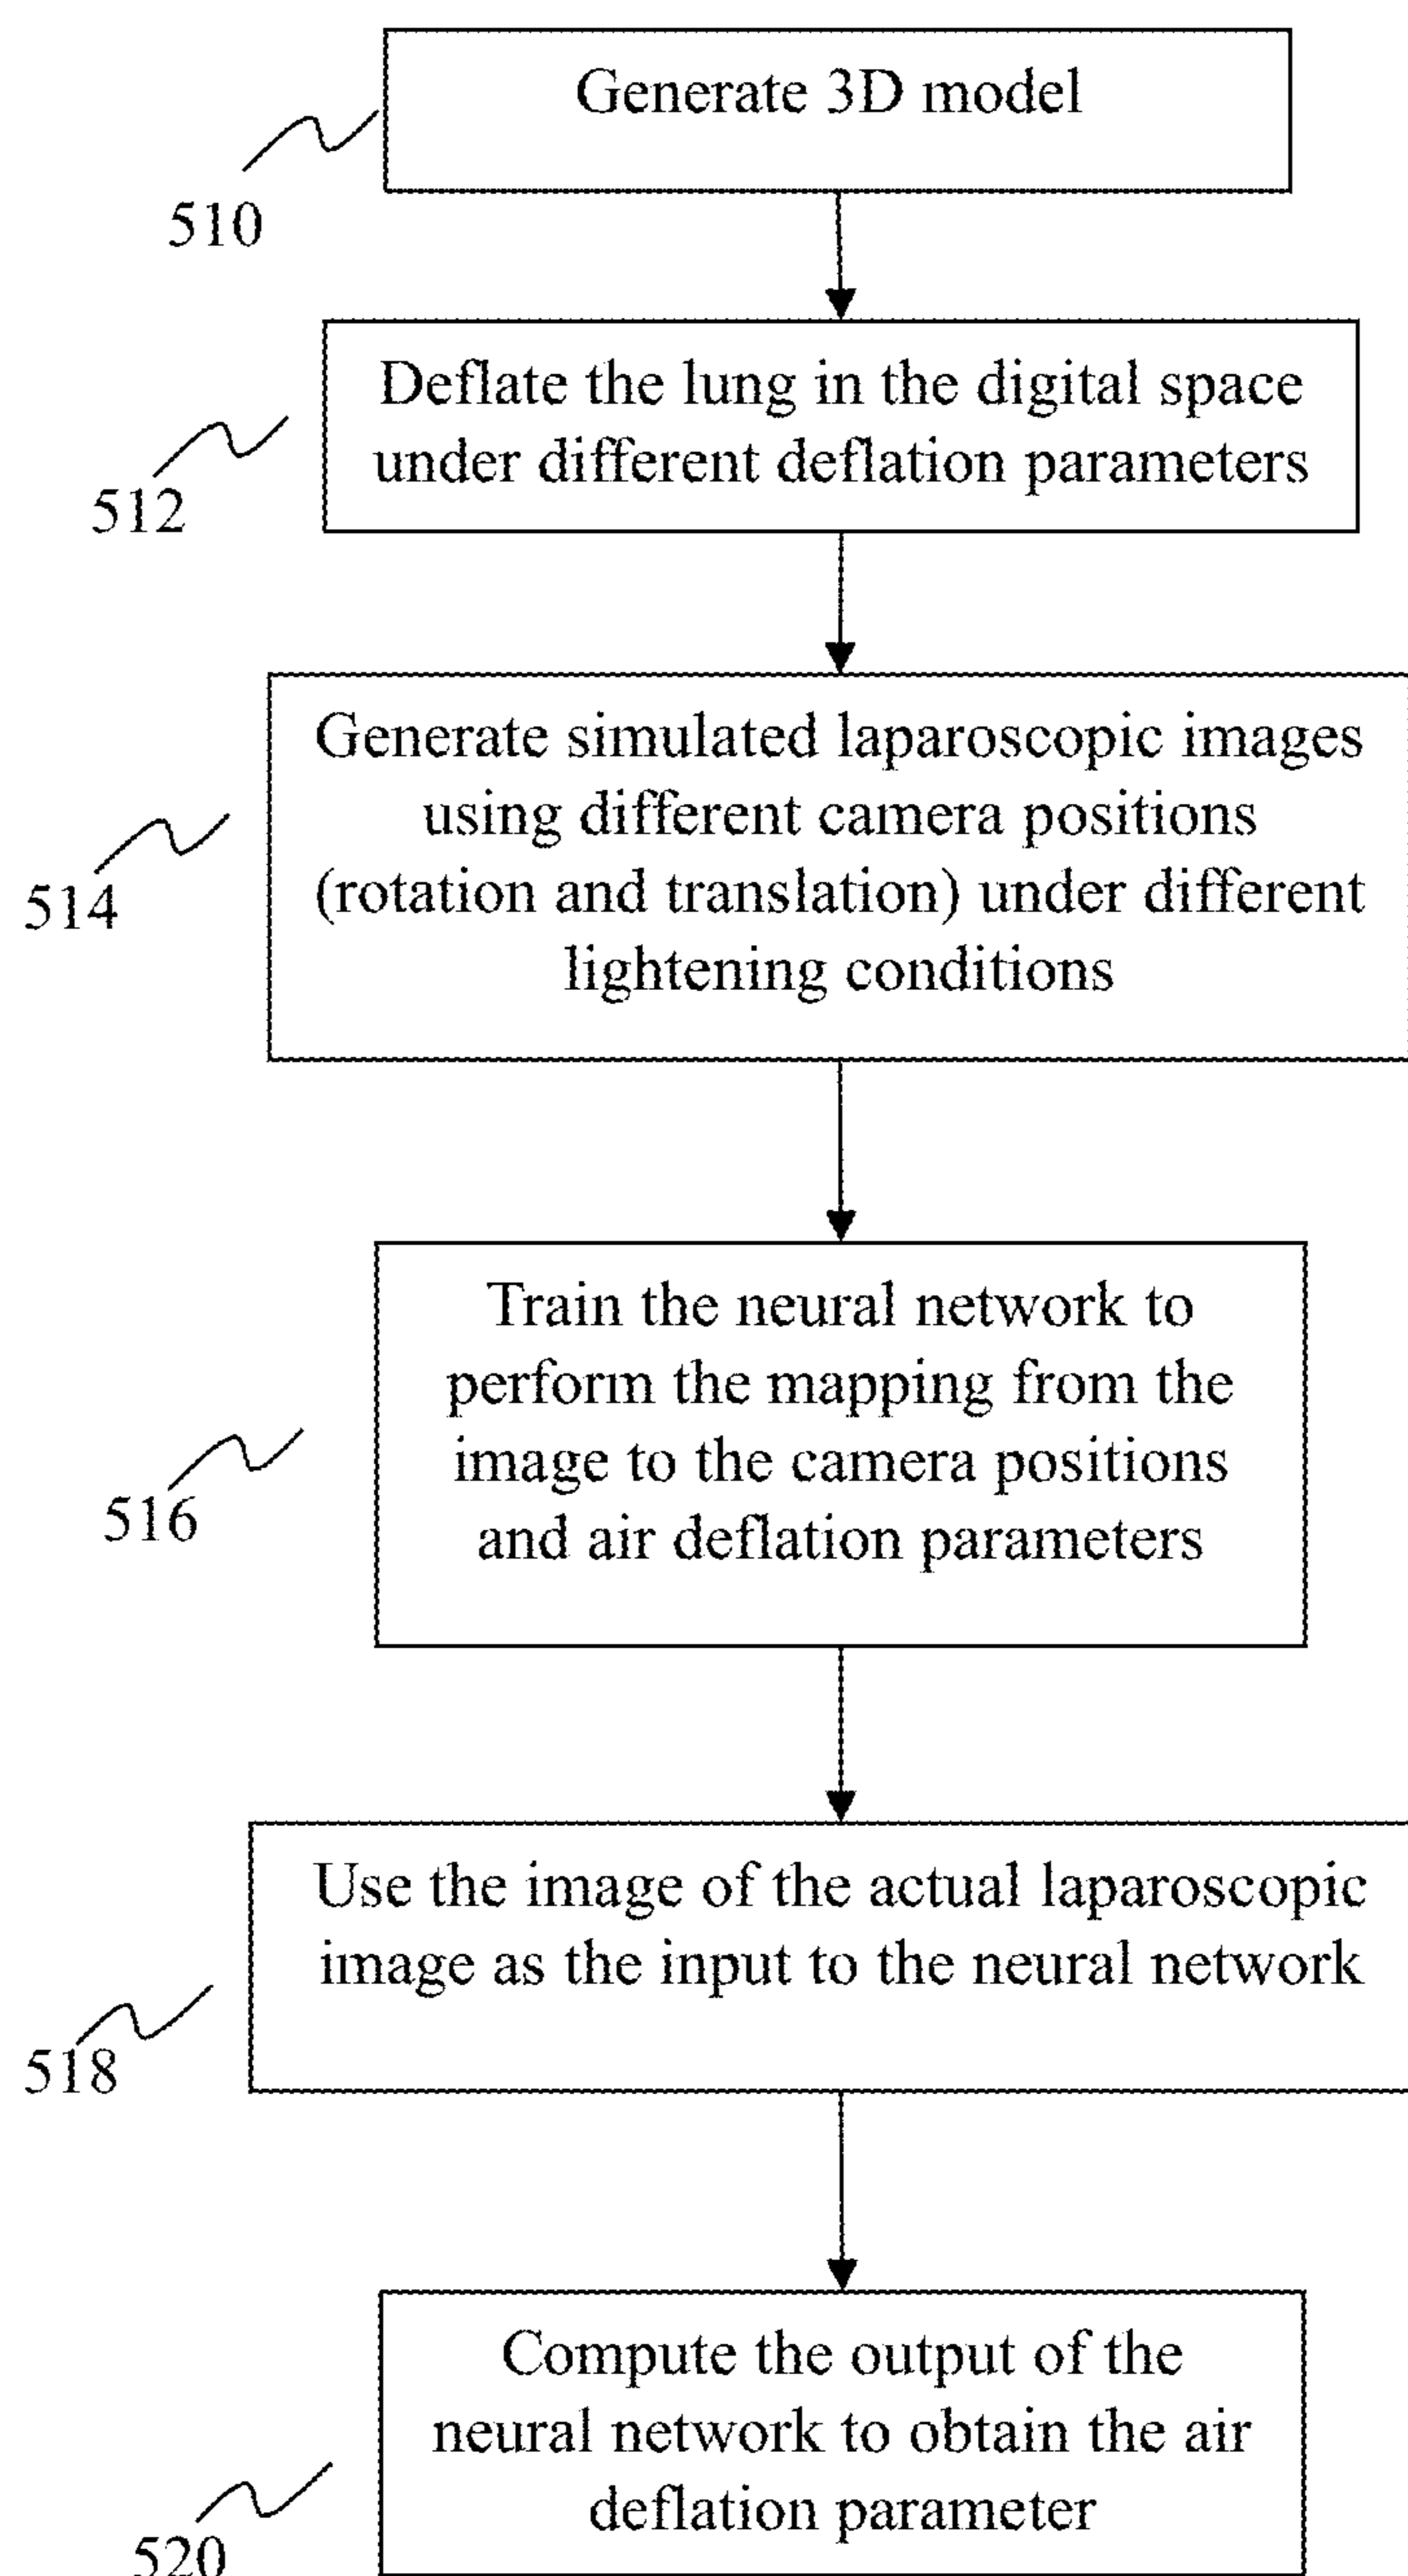 Generate 3D model
510
Deflate the lung in the digital space
under different deflation parameters
512
Generate simulated laparoscopic images
using different camera positions
(rotation and translation) under different
lightening conditions
514
Train the neural network to
perform the mapping from the
image to the camera positions
and air deflation parameters
516
Use the image of the actual laparoscopic
image as the input to the neural network
518
Compute the output of the
neural network to obtain the air
deflation parameter
520